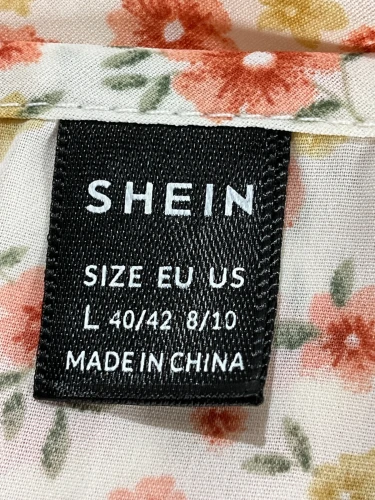 SHEIN
SIZE EU US
L 40/42 8/10
MADE IN CHINA